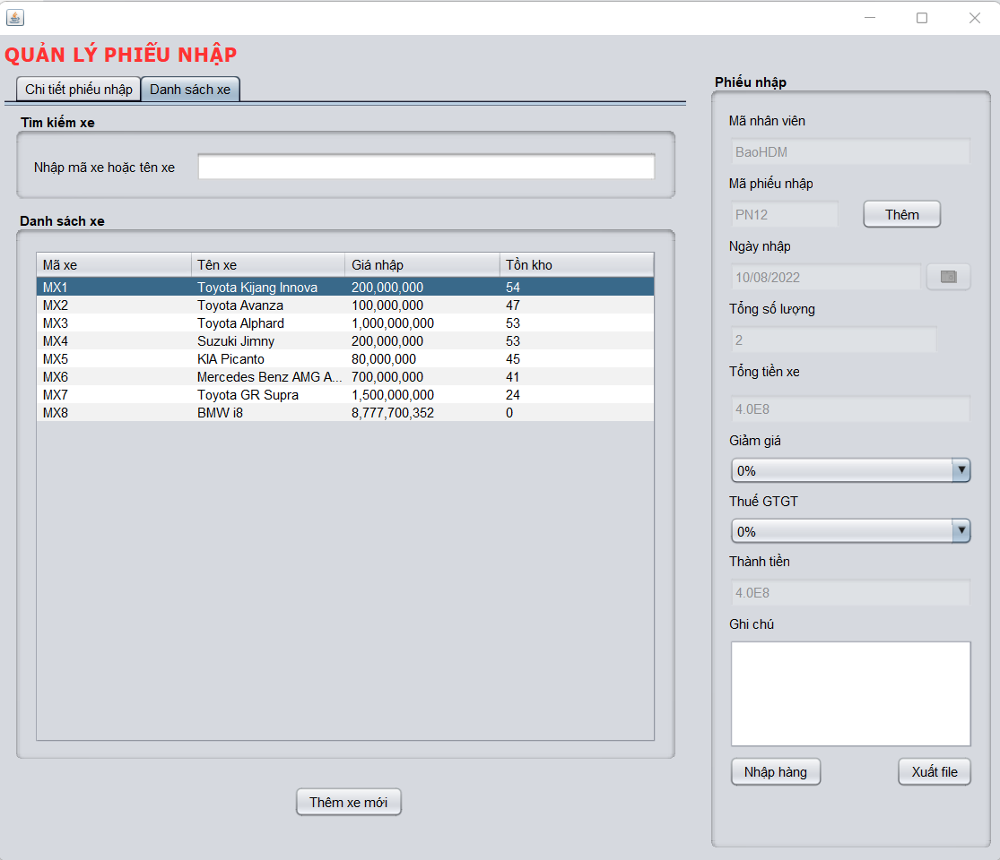 QUẢN LÝ PHIẾU NHẬP
Chi tiết phiếu nhập Danh sách xe
Tìm kiếm xe
Nhập mã xe hoặc tên xe
Danh sách xe
Mã xe Tên xe Giá nhập Tồn kho
MX1 Toyota Kijang Innova 200,000,000 54
MX2 Toyota Avanza 100,000,000 47
MX3 Toyota Alphard 1,000,000,000 53
MX4 Suzuki Jimny 200,000,000 53
MX5 KIA Picanto 80,000,000 45
MX6 Mercedes Benz AMG A... 700,000,000 41
MX7 Toyota GR Supra 1,500,000,000 24
MX8 BMW i8 8,777,700,352 0
Thêm xe mới
Phiếu nhập
Mã nhân viên
BaoHDM
Mã phiếu nhập
PN12 Thêm
Ngày nhập
10/08/2022
Tổng số lượng
2
Tổng tiền xe
4.0E8
Giảm giá
0%
Thuế GTGT
0%
Thành tiền
4.0E8
Ghi chú
Nhập hàng Xuất file